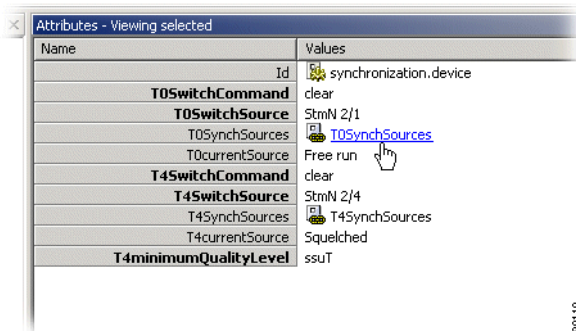 Attributes - Viewing selected
Name Values
Id synchronization.device
T0SwitchCommand clear
T0SwitchSource StmN 2/1
T0SynchSources T0SynchSources
T0currentSource Free run
T4SwitchCommand clear
T4SwitchSource StmN 2/4
T4SynchSources T4SynchSources
T4currentSource Squelched
T4minimumQualityLevel ssuT